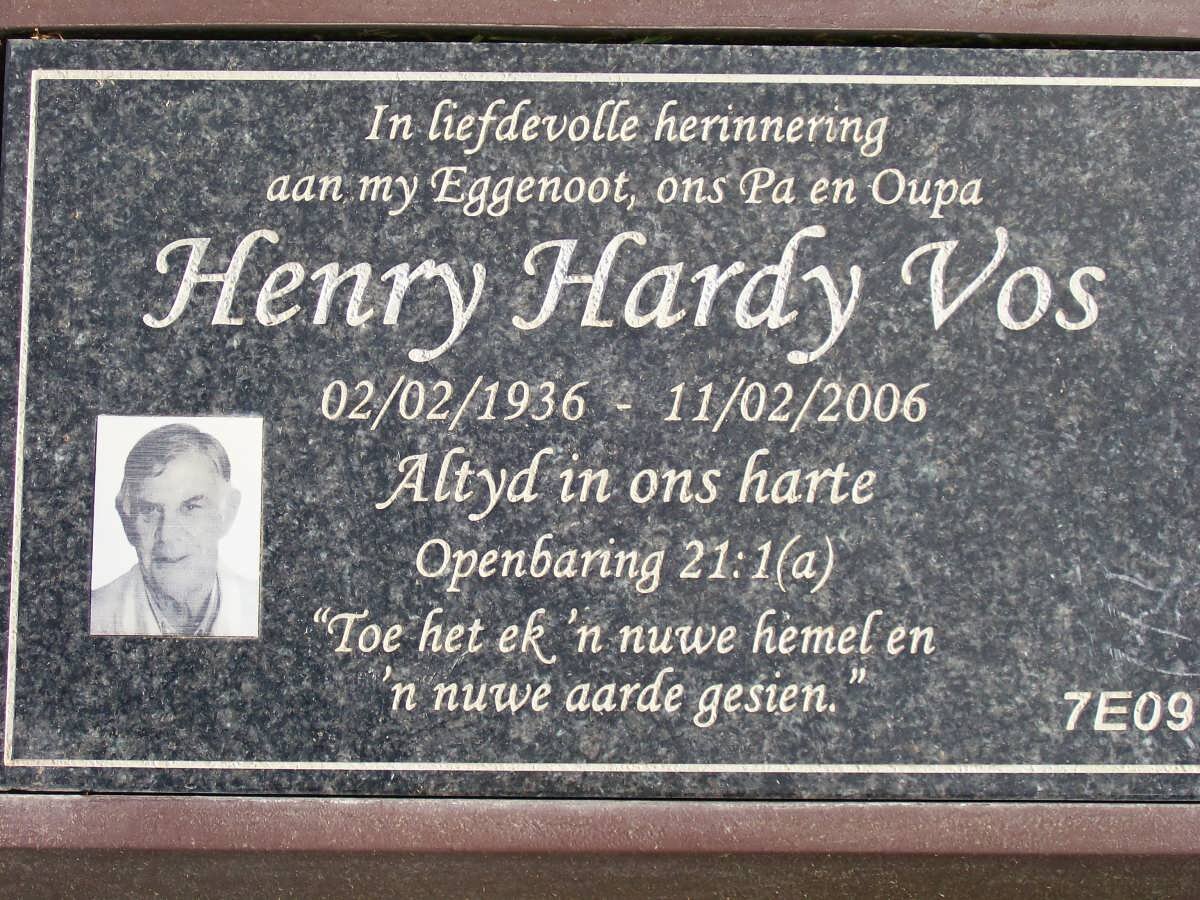 In liefdevolle herinnering
aan my Eggenoot, ons Pa en Oupa
Henry Hardy Vos
02/02/1936 - 11/02/2006
Altyd in ons harte
Openbaring 21:1(a)
“Toe het ek ’n nuwe hemel en
’n nuwe aarde gesien.”
7E09